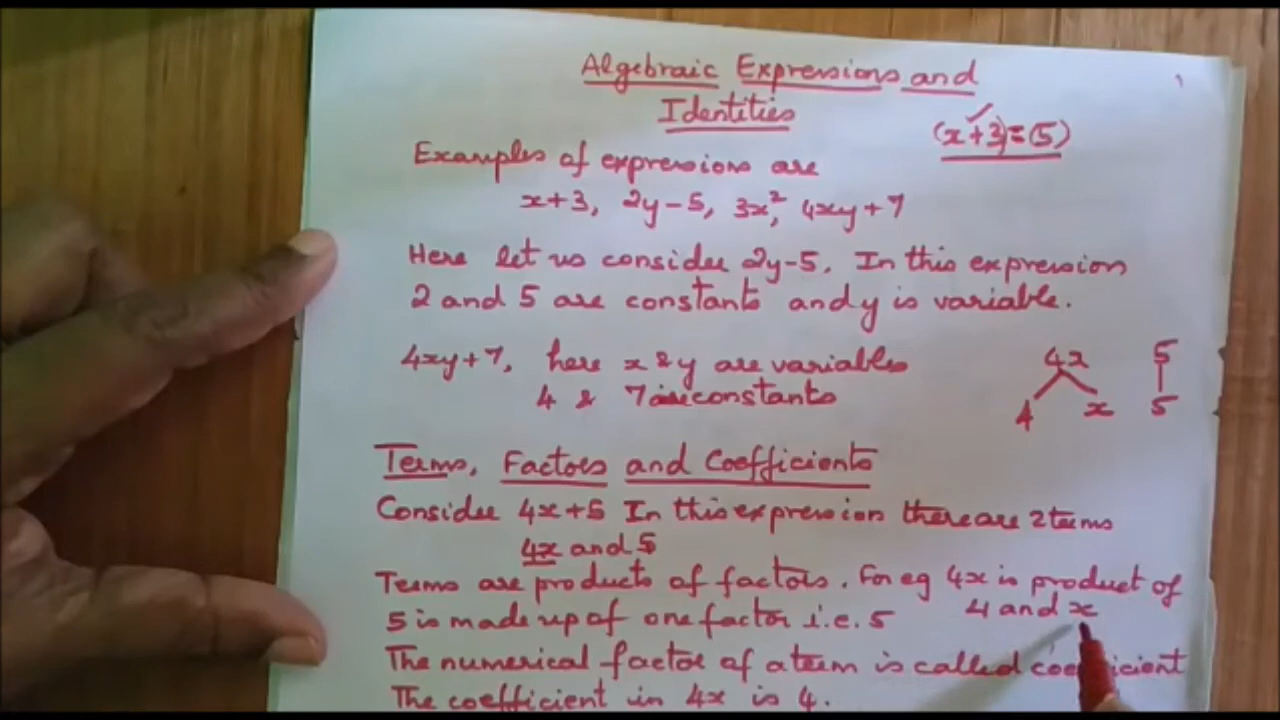 Algebraic Expressions and
Identities
(x+3)=(5)
Examples of expressions are
x+3, 2y-5, 3x², 4xy+7
Here let us consider 2y-5. In this expression
2 and 5 are constants and y is variable.
4xy+7, here x & y are variables
4 & 7 are constants
4x
4 x
5
5
Terms, Factors and Coefficients
Consider 4x+5 In this expression there are 2 terms
4x and 5
Terms are products of factors. For eg 4x is product of
4 and x
5 is made up of one factor i.e. 5
The numerical factor of a term is called coefficient
The coefficient in 4x is 4.